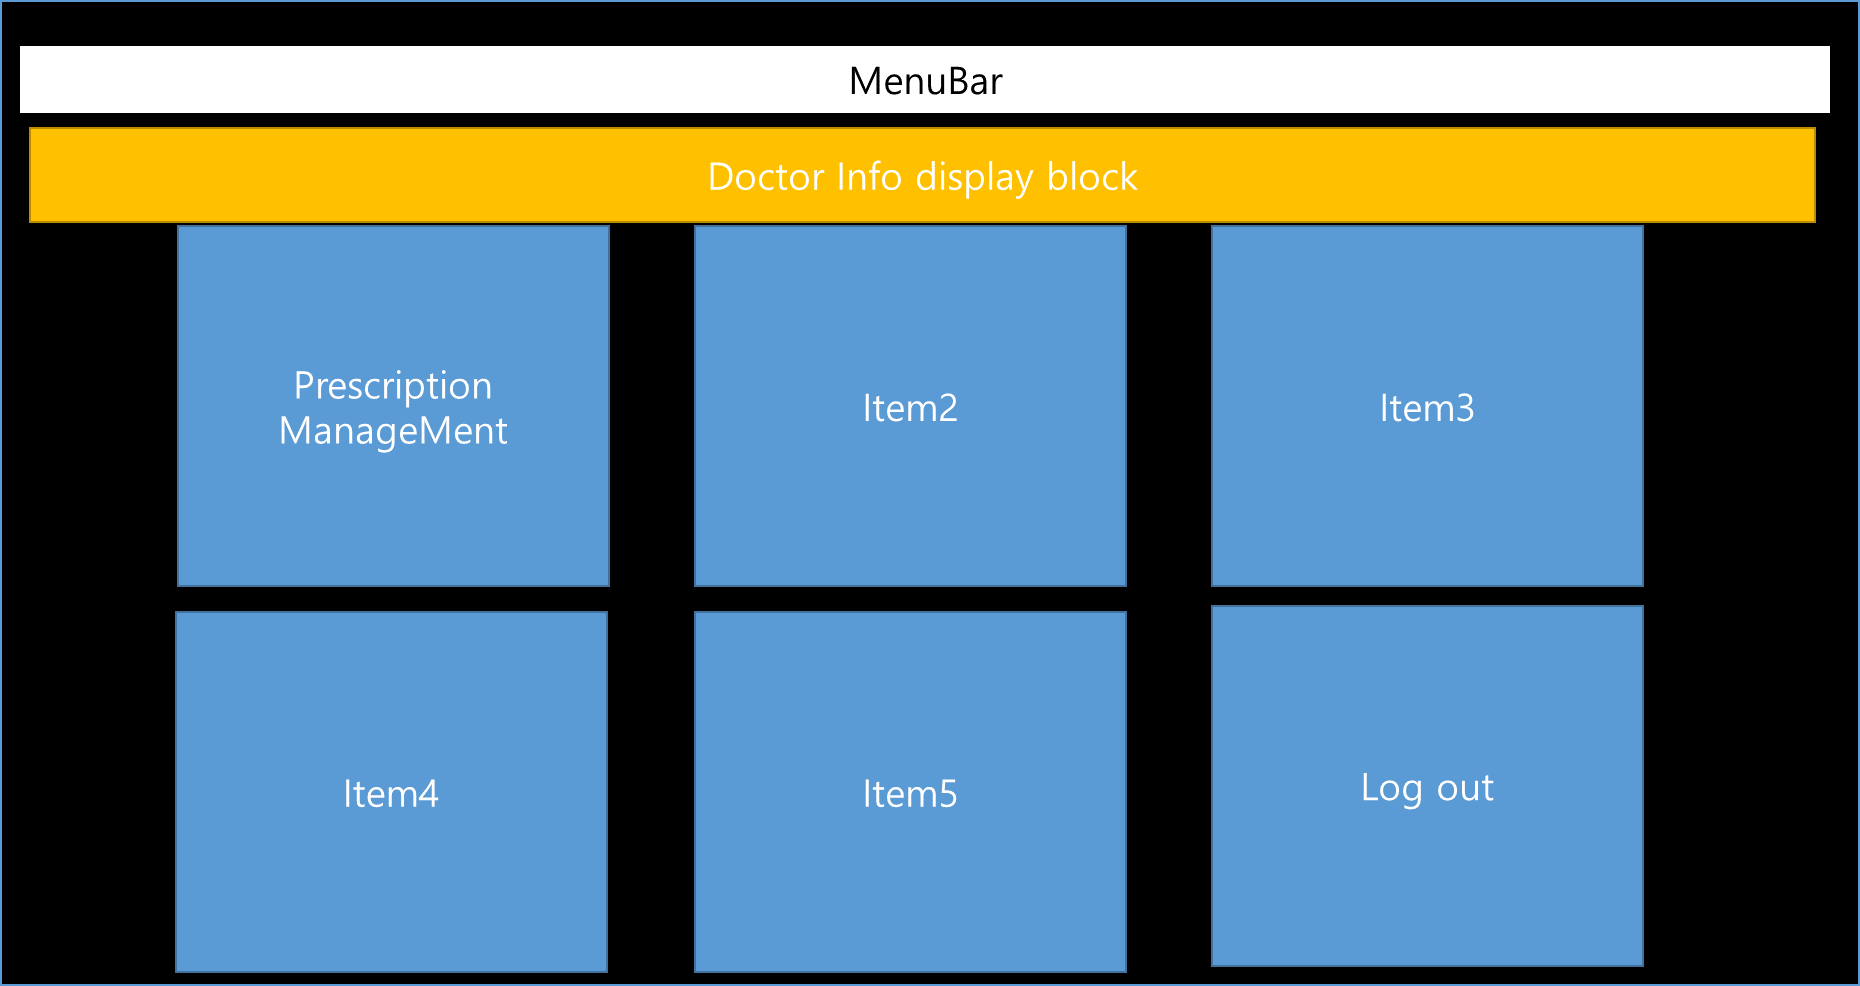 MenuBar
Doctor Info display block
Prescription
ManageMent
Item2
Item3
Item4
Item5
Log out